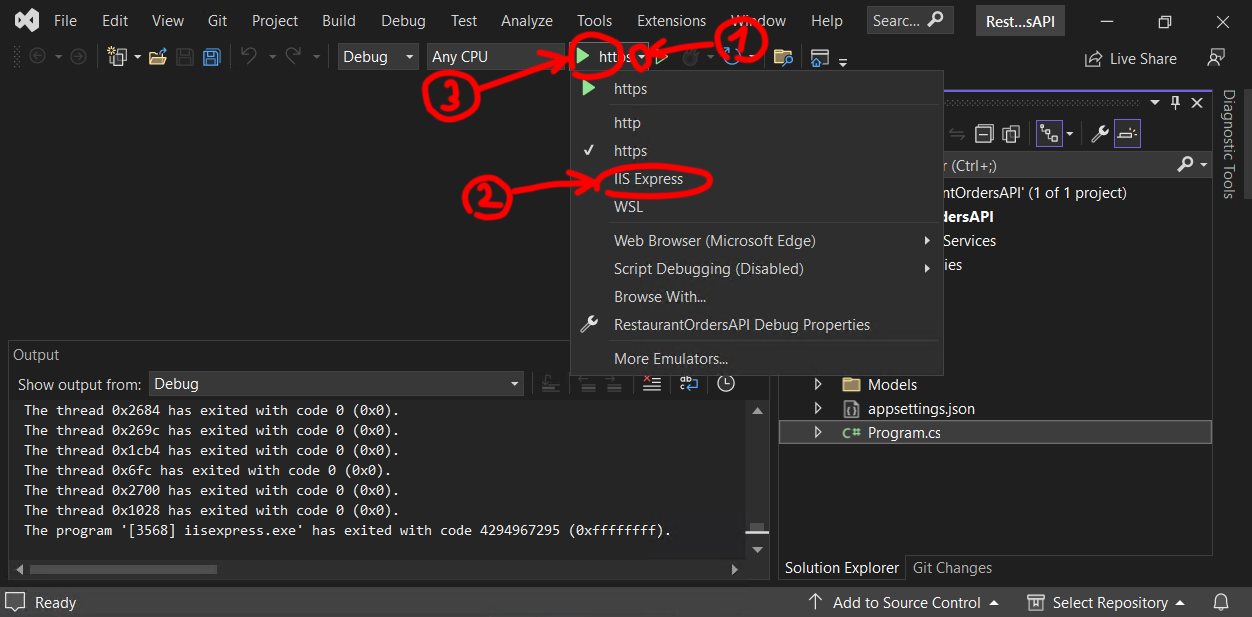 File Edit View Git Project Build Debug Test Analyze Tools Extensions Window Help Searc... Rest...sAPI
Debug Any CPU https Live Share
1
3
https
http
https
2
IIS Express
WSL
Web Browser (Microsoft Edge)
Script Debugging (Disabled)
Browse With...
RestaurantOrdersAPI Debug Properties
More Emulators...
(Ctrl+;)
ntOrdersAPI' (1 of 1 project)
dersAPI
Services
ies
Models
appsettings.json
C# Program.cs
Diagnostic Tools
Output
Show output from: Debug
The thread 0x2684 has exited with code 0 (0x0).
The thread 0x269c has exited with code 0 (0x0).
The thread 0x1cb4 has exited with code 0 (0x0).
The thread 0x6fc has exited with code 0 (0x0).
The thread 0x2700 has exited with code 0 (0x0).
The thread 0x1028 has exited with code 0 (0x0).
The program '[3568] iisexpress.exe' has exited with code 4294967295 (0xffffffff).
Solution Explorer Git Changes
Ready Add to Source Control Select Repository